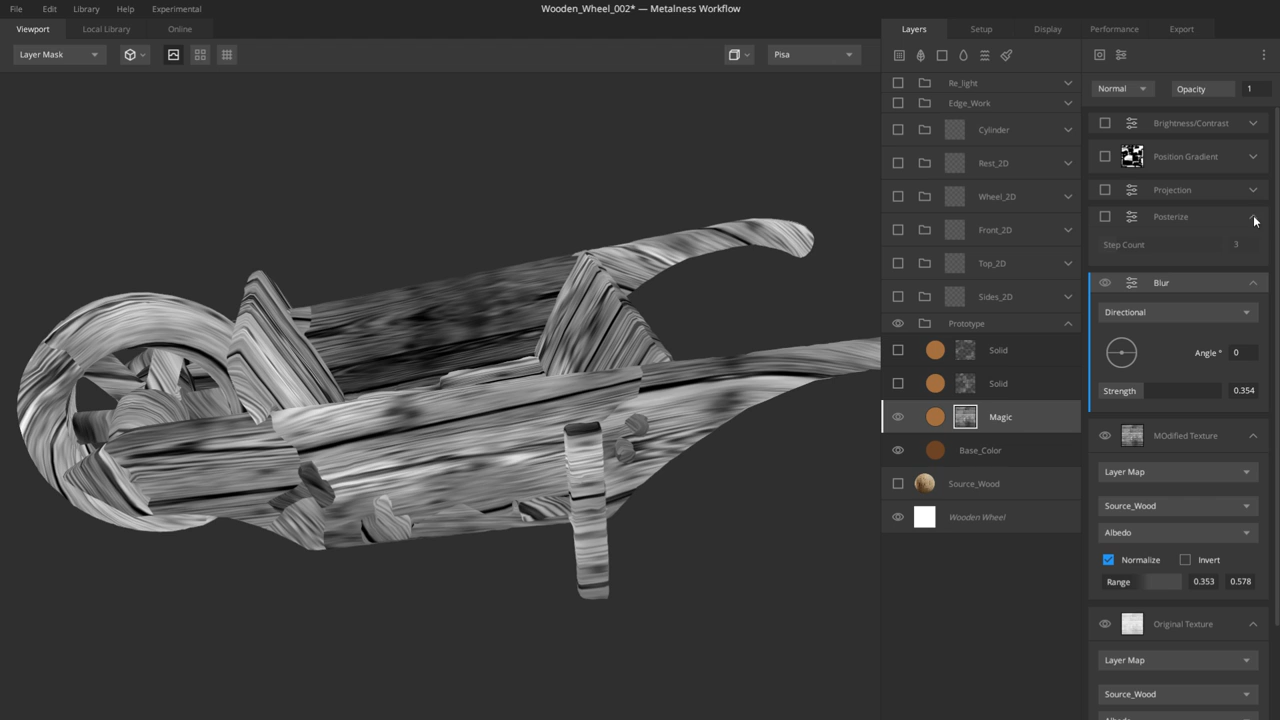 File Edit Library Help Experimental
Wooden_Wheel_002* — Metalness Workflow
Viewport Local Library Online
Layers Setup Display Performance Export
Layer Mask
Pisa
Normal Opacity 1
Re_light
Edge_Work
Cylinder
Rest_2D
Wheel_2D
Front_2D
Top_2D
Sides_2D
Prototype
Solid
Solid
Magic
Base_Color
Source_Wood
Wooden Wheel
Brightness/Contrast
Position Gradient
Projection
Posterize
Step Count 3
Blur
Directional
Angle ° 0
Strength 0.354
MOdified Texture
Layer Map
Source_Wood
Albedo
Normalize Invert
Range 0.353 0.578
Original Texture
Layer Map
Source_Wood